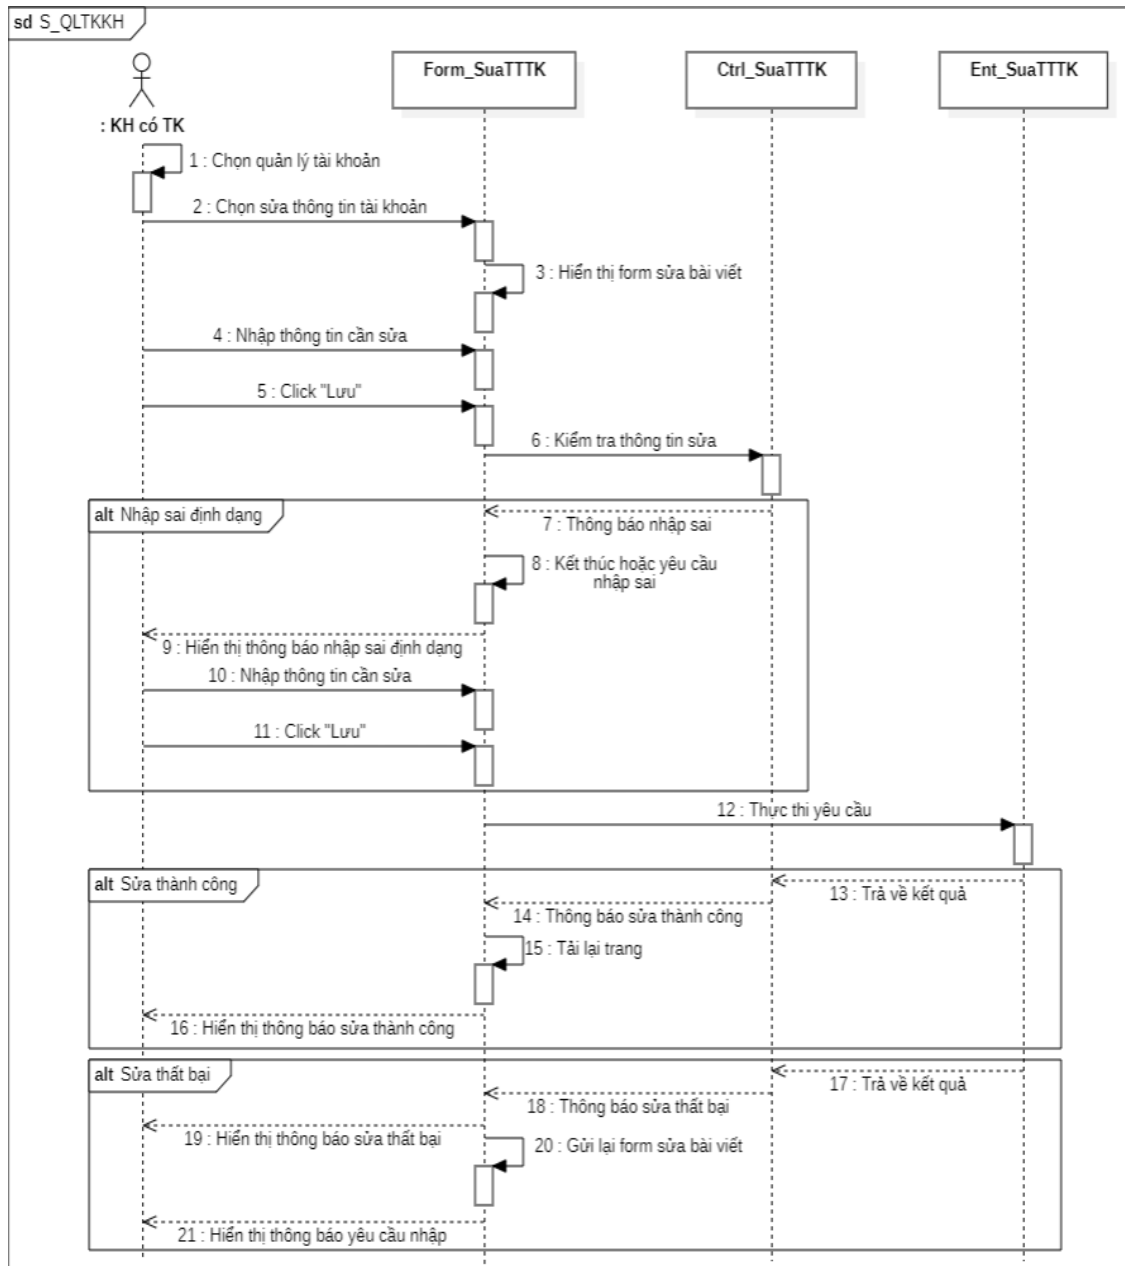 sd S_QLTKKH
Form_SuaTTTK
Ctrl_SuaTTTK
Ent_SuaTTTK
: KH có TK
1 : Chọn quản lý tài khoản
2 : Chọn sửa thông tin tài khoản
3 : Hiển thị form sửa bài viết
4 : Nhập thông tin cần sửa
5 : Click "Lưu"
6 : Kiểm tra thông tin sửa
alt Nhập sai định dạng
7 : Thông báo nhập sai
8 : Kết thúc hoặc yêu cầu
nhập sai
9 : Hiển thị thông báo nhập sai định dạng
10 : Nhập thông tin cần sửa
11 : Click "Lưu"
12 : Thực thi yêu cầu
alt Sửa thành công
13 : Trả về kết quả
14 : Thông báo sửa thành công
15 : Tải lại trang
16 : Hiển thị thông báo sửa thành công
alt Sửa thất bại
17 : Trả về kết quả
18 : Thông báo sửa thất bại
19 : Hiển thị thông báo sửa thất bại
20 : Gửi lại form sửa bài viết
21 : Hiển thị thông báo yêu cầu nhập